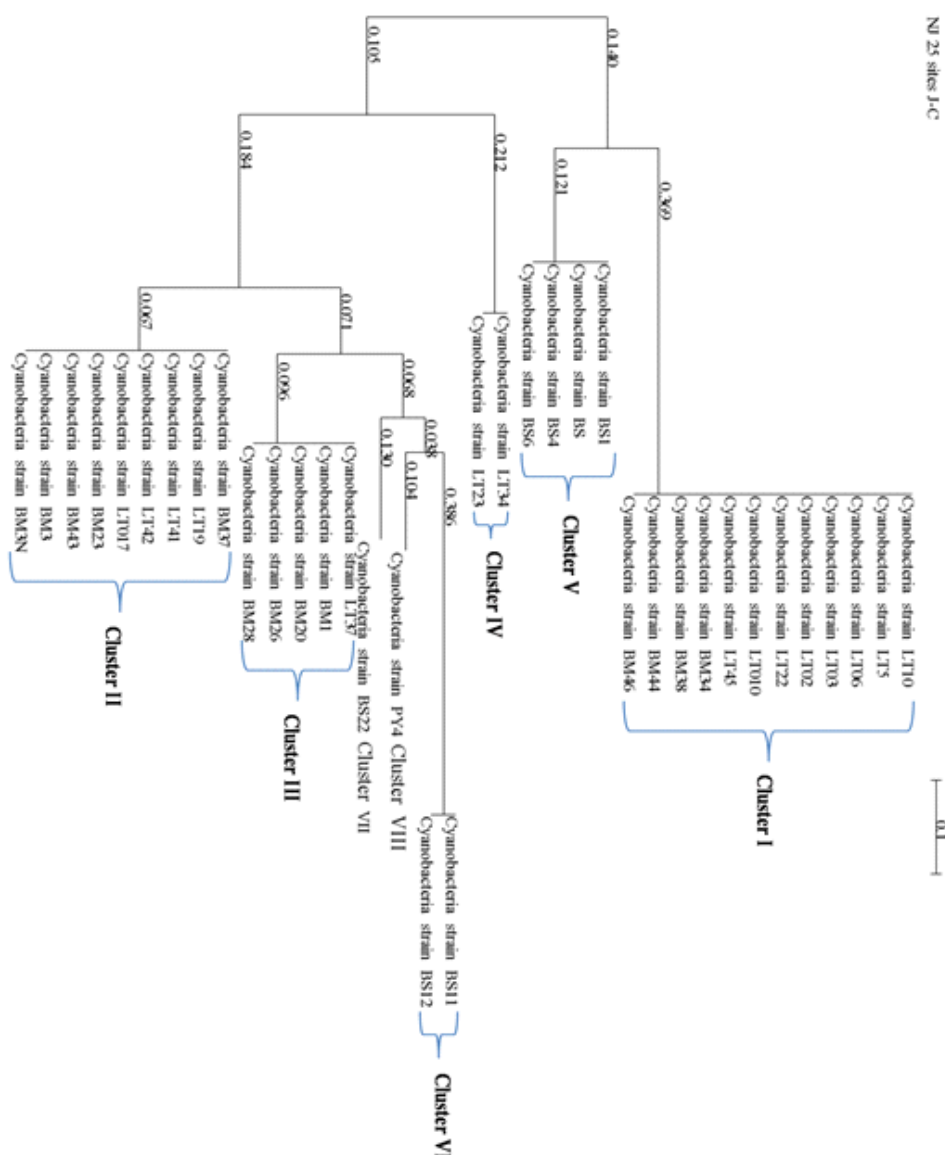 NJ 25 sites J-C
0.1
Cyanobacteria strain LT10
Cyanobacteria strain LT5
Cyanobacteria strain LT06
Cyanobacteria strain LT03
Cyanobacteria strain LT02
Cyanobacteria strain LT22
Cyanobacteria strain LT010
Cyanobacteria strain LT45
Cyanobacteria strain BM34
Cyanobacteria strain BM38
Cyanobacteria strain BM44
Cyanobacteria strain BM46
Cluster I
0.369
0.140
Cyanobacteria strain BS1
Cyanobacteria strain BS
Cyanobacteria strain BS4
Cyanobacteria strain BS6
Cluster V
0.121
Cyanobacteria strain LT34
Cyanobacteria strain LT23
Cluster IV
0.212
0.105
Cyanobacteria strain BS11
Cyanobacteria strain BS12
Cluster VI
0.386
0.038
0.104
Cyanobacteria strain PY4 Cluster VIII
0.068
0.130
Cyanobacteria strain BS22 Cluster VII
0.071
Cyanobacteria strain LT37
Cyanobacteria strain BM1
Cyanobacteria strain BM20
Cyanobacteria strain BM26
Cyanobacteria strain BM28
Cluster III
0.096
0.184
Cyanobacteria strain BM37
Cyanobacteria strain LT19
Cyanobacteria strain LT41
Cyanobacteria strain LT42
Cyanobacteria strain LT017
Cyanobacteria strain BM23
Cyanobacteria strain BM43
Cyanobacteria strain BM3
Cyanobacteria strain BM3N
Cluster II
0.067